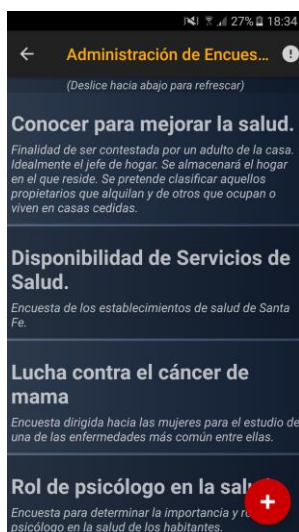 27% 18:34
Administración de Encues...
(Deslice hacia abajo para refrescar)
Conocer para mejorar la salud.
Finalidad de ser contestada por un adulto de la casa.
Idealmente el jefe de hogar. Se almacenará el hogar
en el que reside. Se pretende clasificar aquellos
propietarios que alquilan y de otros que ocupan o
viven en casas cedidas.
Disponibilidad de Servicios de
Salud.
Encuesta de los establecimientos de salud de Santa
Fe.
Lucha contra el cáncer de
mama
Encuesta dirigida hacia las mujeres para el estudio de
una de las enfermedades más común entre ellas.
Rol de psicólogo en la
Encuesta para determinar la importancia y
psicólogo en la salud de los habitantes.